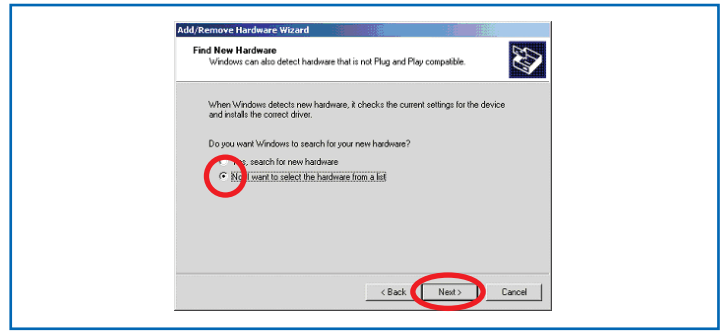 Add/Remove Hardware Wizard
Find New Hardware
Windows can also detect hardware that is not Plug and Play compatible.
When Windows detects new hardware, it checks the current settings for the device
and installs the correct driver.
Do you want Windows to search for your new hardware?
Yes, search for new hardware
No, I want to select the hardware from a list
< Back
Next >
Cancel